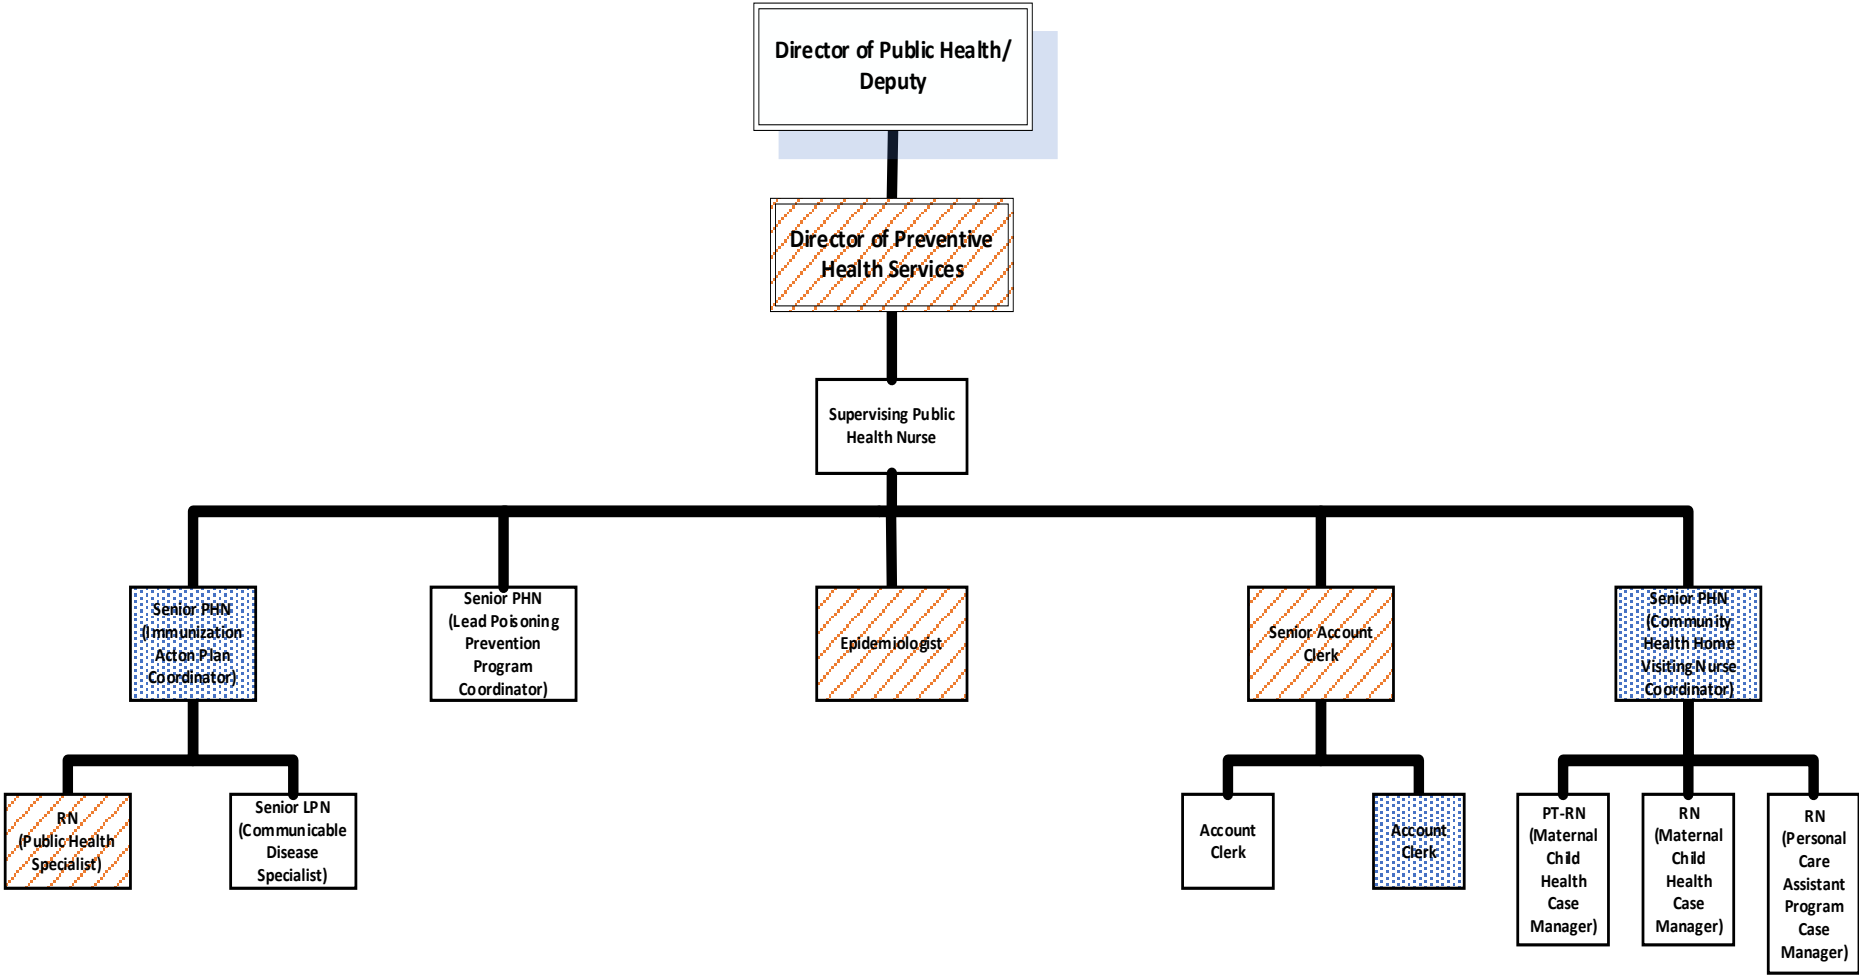 Director of Public Health/
Deputy
Director of Preventive
Health Services
Supervising Public
Health Nurse
Senior PHN
(Immunization
Acton Plan
Coordinator)
Senior PHN
(Lead Poisoning
Prevention
Program
Coordinator)
Epidemiologist
Senior Account
Clerk
Senior PHN
(Community
Health Home
Visiting Nurse
Coordinator)
RN
(Public Health
Specialist)
Senior LPN
(Communicable
Disease
Specialist)
Account
Clerk
Account
Clerk
PT-RN
(Maternal
Child
Health
Case
Manager)
RN
(Maternal
Child
Health
Case
Manager)
RN
(Personal
Care
Assistant
Program
Case
Manager)